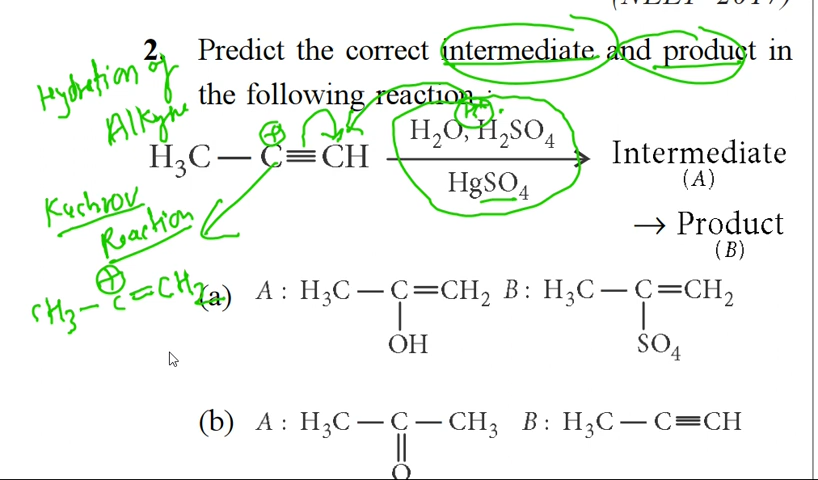 (NEET 2017)
2. Predict the correct intermediate and product in
Hydration of
Alkyne
the following reaction :
H⁺
⊕
H₃C — C≡CH
H₂O, H₂SO₄
HgSO₄
Intermediate
(A)
→ Product
(B)
Kuchrov
Reaction
⊕
CH₃ — C = CH₂
(a) A : H₃C — C=CH₂ B : H₃C — C=CH₂
OH SO₄
(b) A : H₃C — C — CH₃ B : H₃C — C≡CH
O